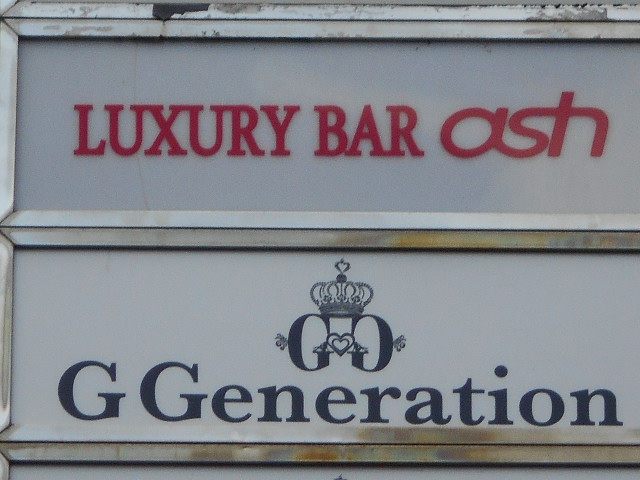 LUXURY BAR ash
GG
G Generation